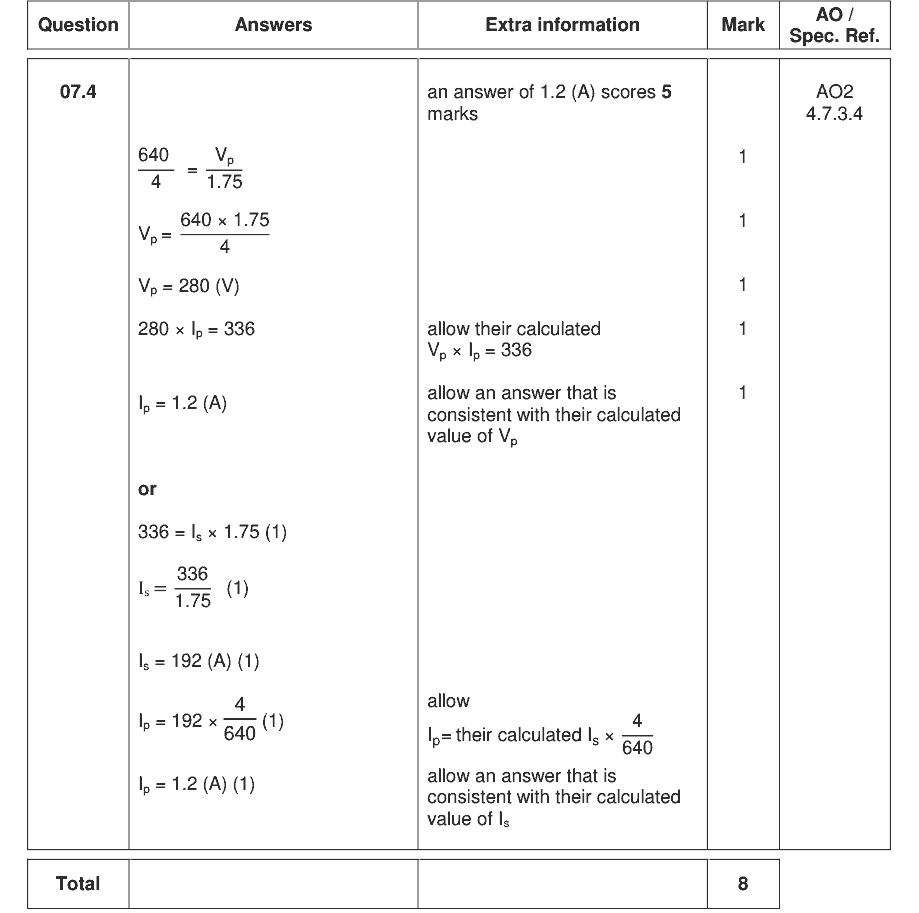 Question Answers Extra information Mark AO /
Spec. Ref.
07.4 an answer of 1.2 (A) scores 5 AO2
marks 4.7.3.4
640/4 = Vp/1.75 1
Vp = 640 × 1.75/4 1
Vp = 280 (V) 1
280 × Ip = 336 allow their calculated 1
Vp × Ip = 336
Ip = 1.2 (A) allow an answer that is 1
consistent with their calculated
value of Vp
or
336 = Is × 1.75 (1)
Is = 336/1.75 (1)
Is = 192 (A) (1)
Ip = 192 × 4/640 (1) allow
Ip= their calculated Is × 4/640
Ip = 1.2 (A) (1) allow an answer that is
consistent with their calculated
value of Is
Total 8